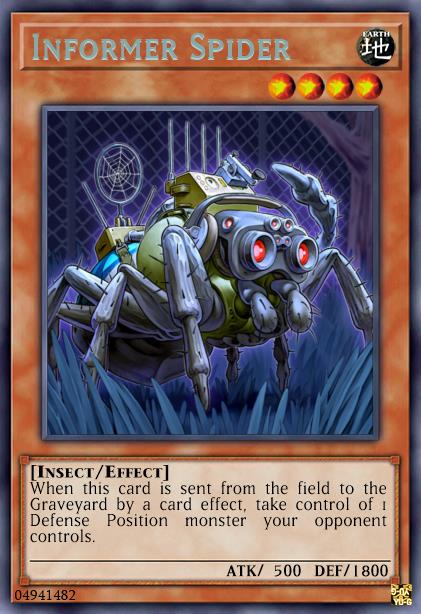 INFORMER SPIDER
EARTH
地
[INSECT/EFFECT]
When this card is sent from the field to the
Graveyard by a card effect, take control of 1
Defense Position monster your opponent
controls.
ATK/ 500 DEF/1800
04941482